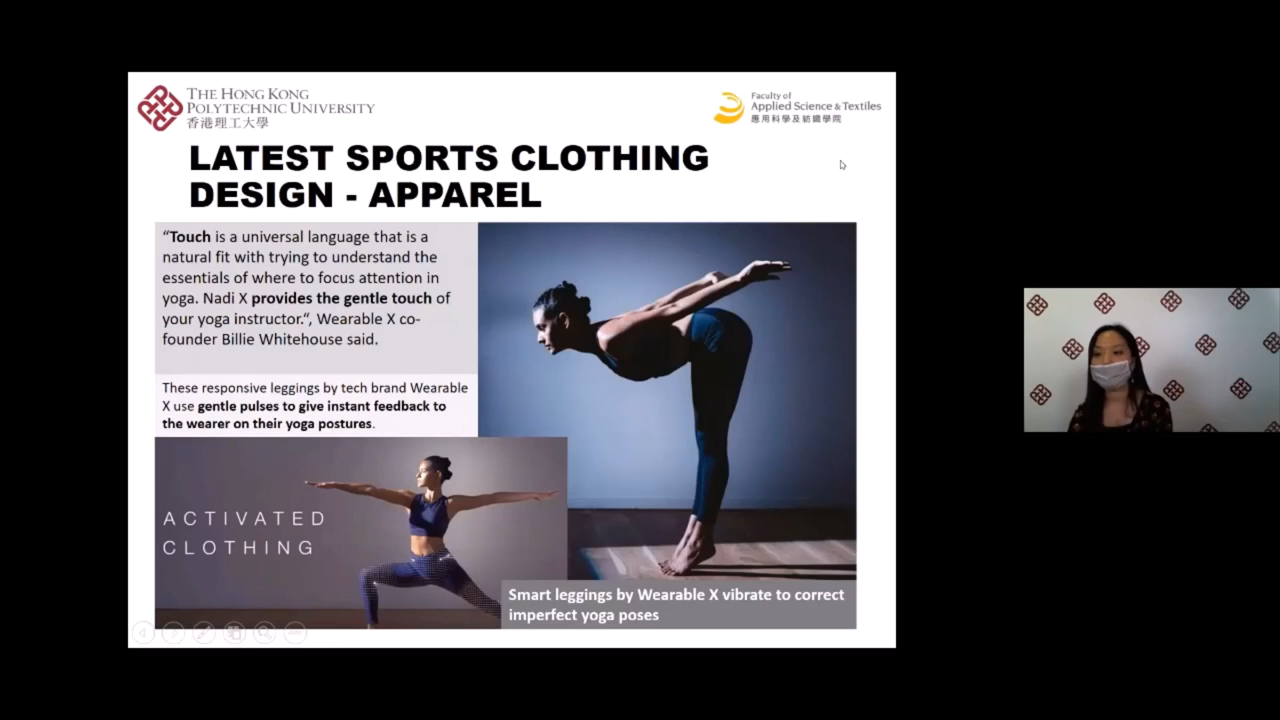 THE HONG KONG
POLYTECHNIC UNIVERSITY
香港理工大學
Faculty of
Applied Science & Textiles
應用科學及紡織學院
LATEST SPORTS CLOTHING
DESIGN - APPAREL
“Touch is a universal language that is a
natural fit with trying to understand the
essentials of where to focus attention in
yoga. Nadi X provides the gentle touch of
your yoga instructor.“, Wearable X co-
founder Billie Whitehouse said.
These responsive leggings by tech brand Wearable
X use gentle pulses to give instant feedback to
the wearer on their yoga postures.
ACTIVATED
CLOTHING
Smart leggings by Wearable X vibrate to correct
imperfect yoga poses